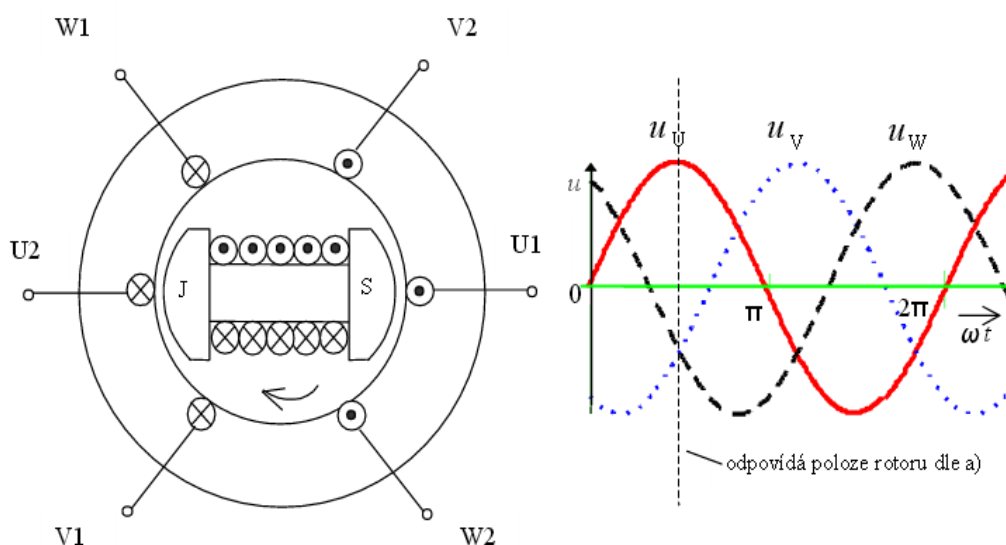 W1 V2
U2 U1
J S
V1 W2
u U u V u W
u
0 π 2π ωt
odpovídá poloze rotoru dle a)